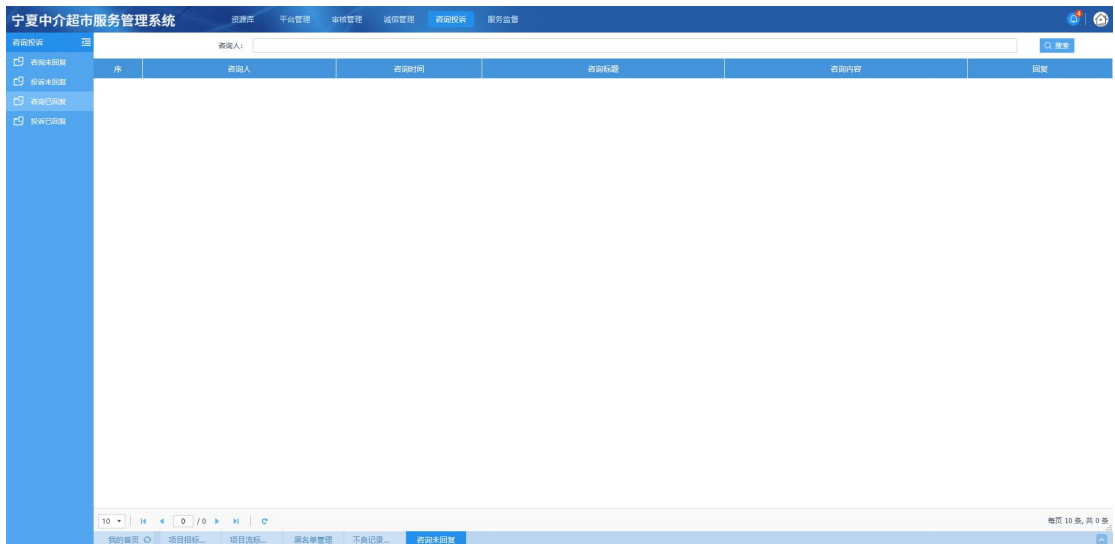 宁夏中介超市服务管理系统 资源库 平台管理 审核管理 诚信管理 咨询投诉 服务监督 4
咨询投诉
咨询人: 搜索
咨询未回复
投诉未回复
咨询已回复
投诉已回复
序 咨询人 咨询时间 咨询标题 咨询内容 回复
10 0 / 0 每页 10 条, 共 0 条
我的首页 项目招标... 项目流标... 黑名单管理 不良记录... 咨询未回复